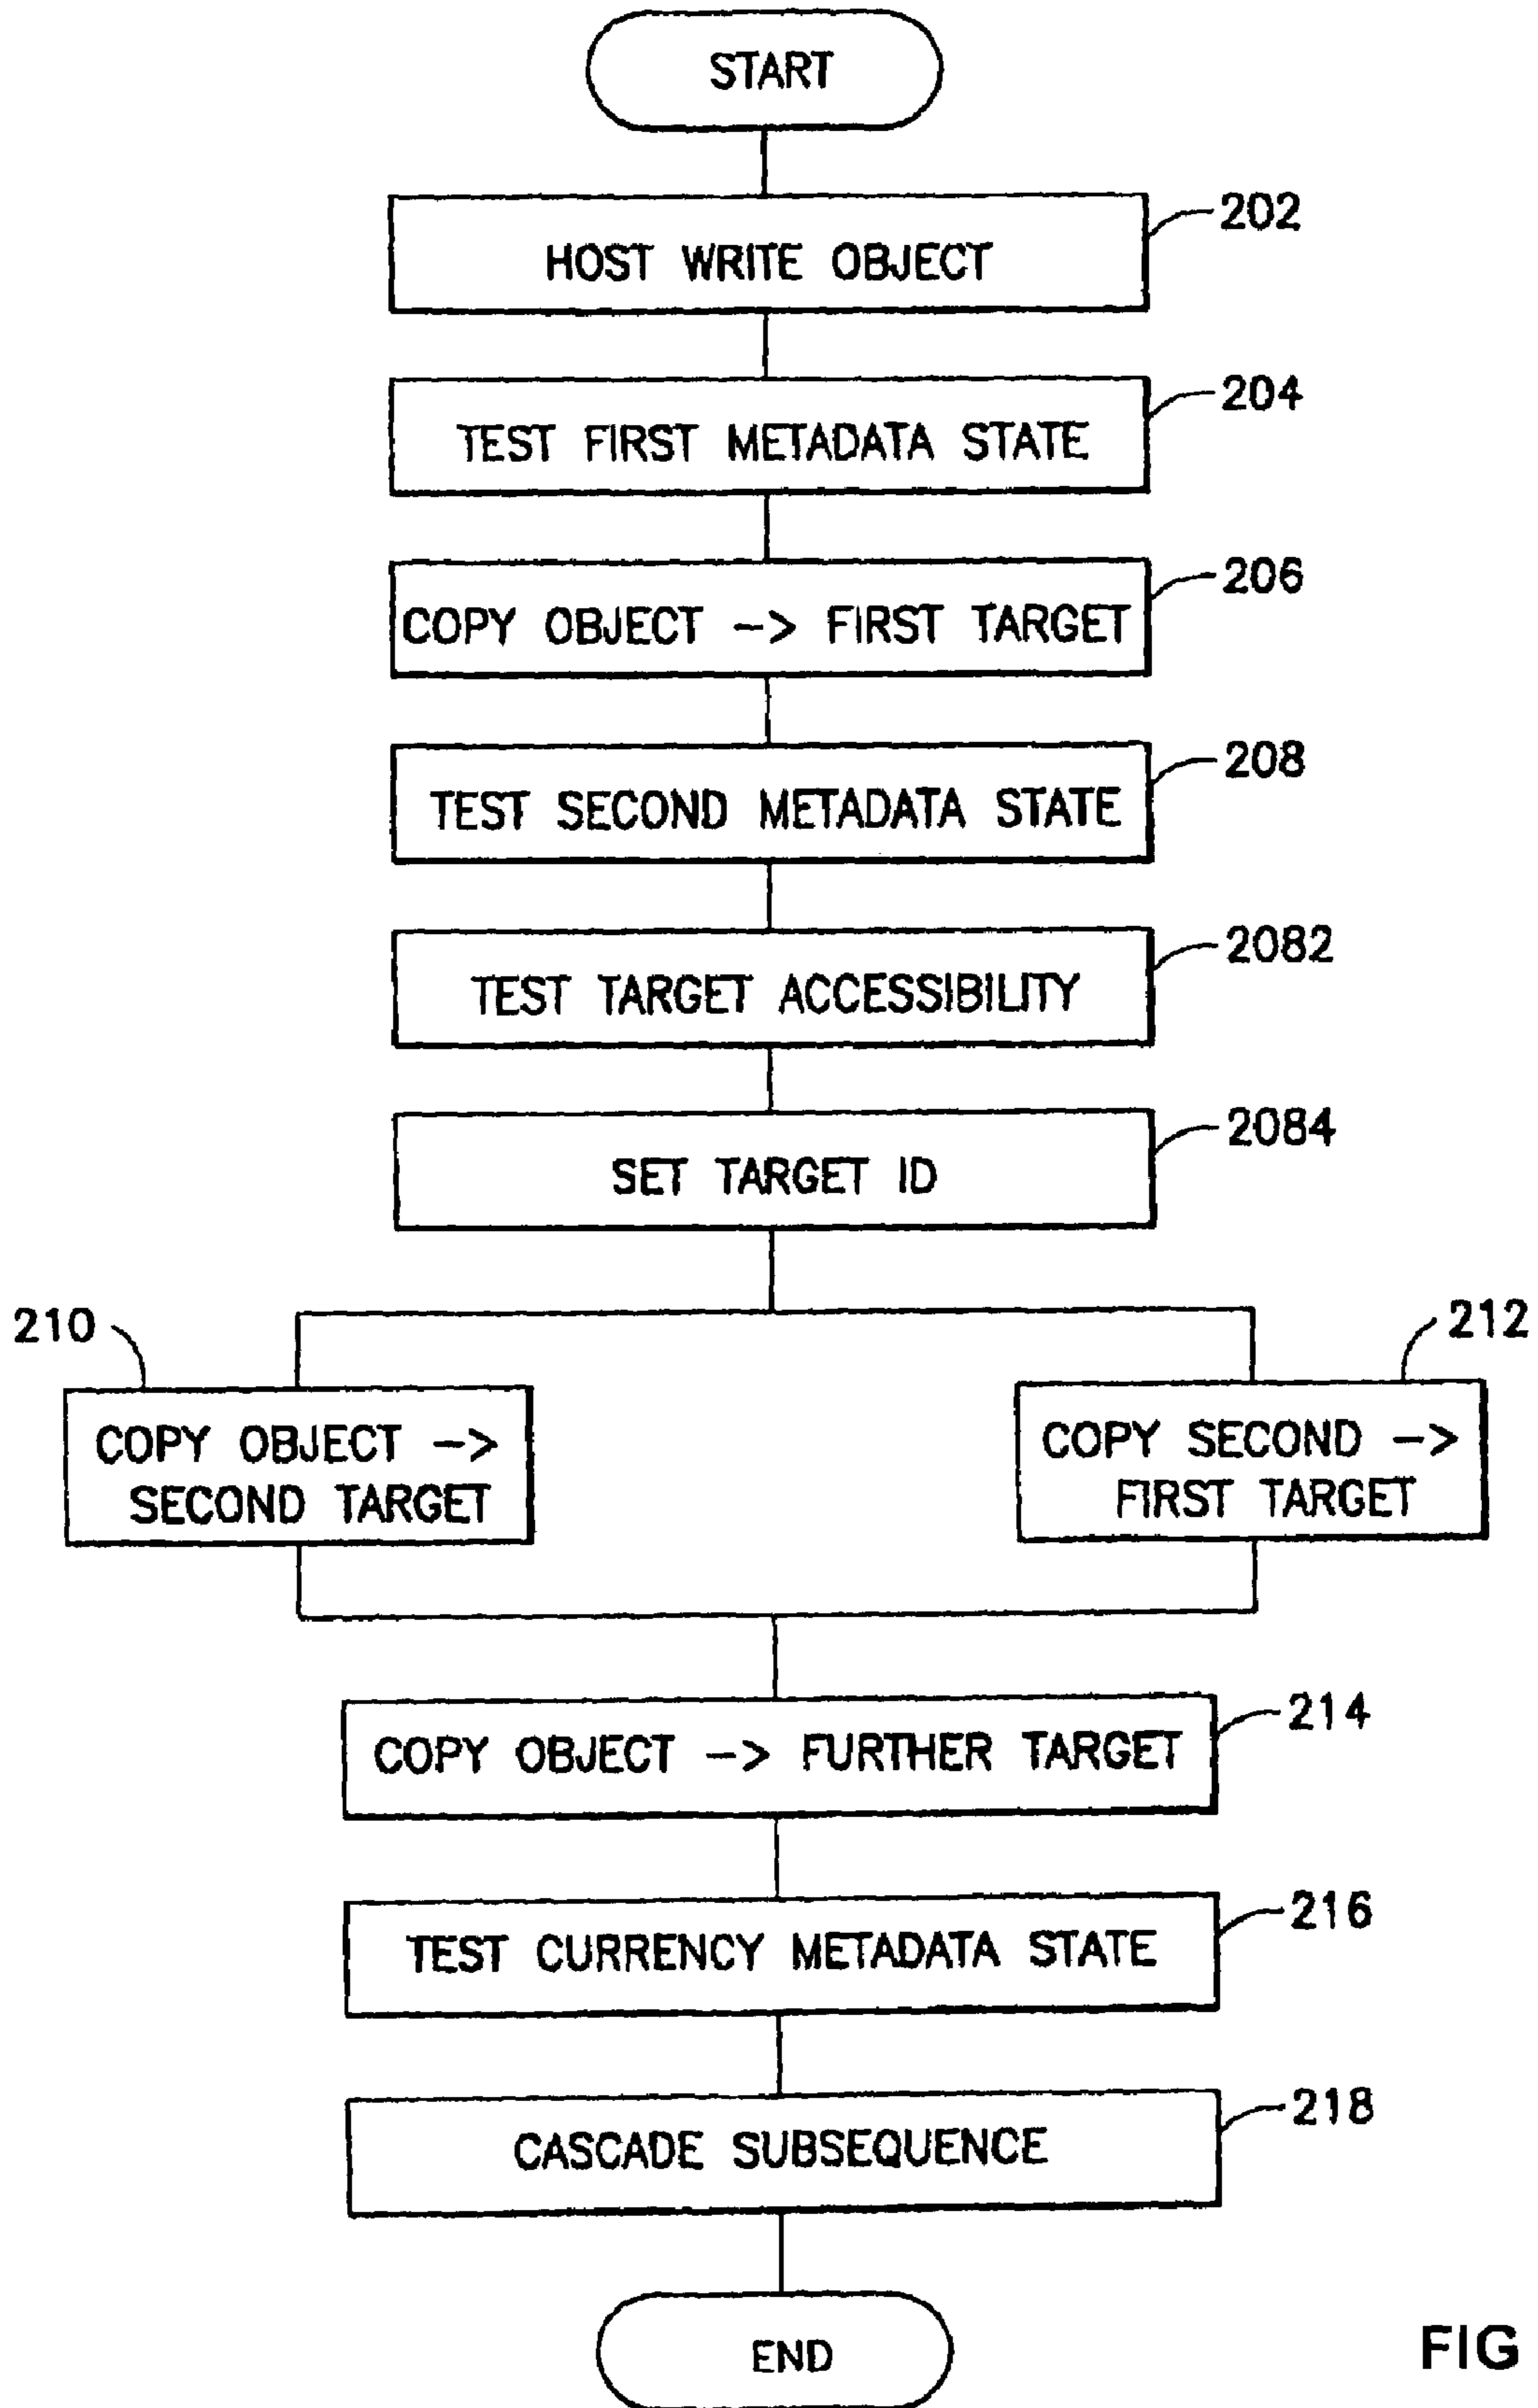 START
202
HOST WRITE OBJECT
204
TEST FIRST METADATA STATE
206
COPY OBJECT -> FIRST TARGET
208
TEST SECOND METADATA STATE
2082
TEST TARGET ACCESSIBILITY
2084
SET TARGET ID
210
COPY OBJECT ->
SECOND TARGET
212
COPY SECOND ->
FIRST TARGET
214
COPY OBJECT -> FURTHER TARGET
216
TEST CURRENCY METADATA STATE
218
CASCADE SUBSEQUENCE
END
FIG